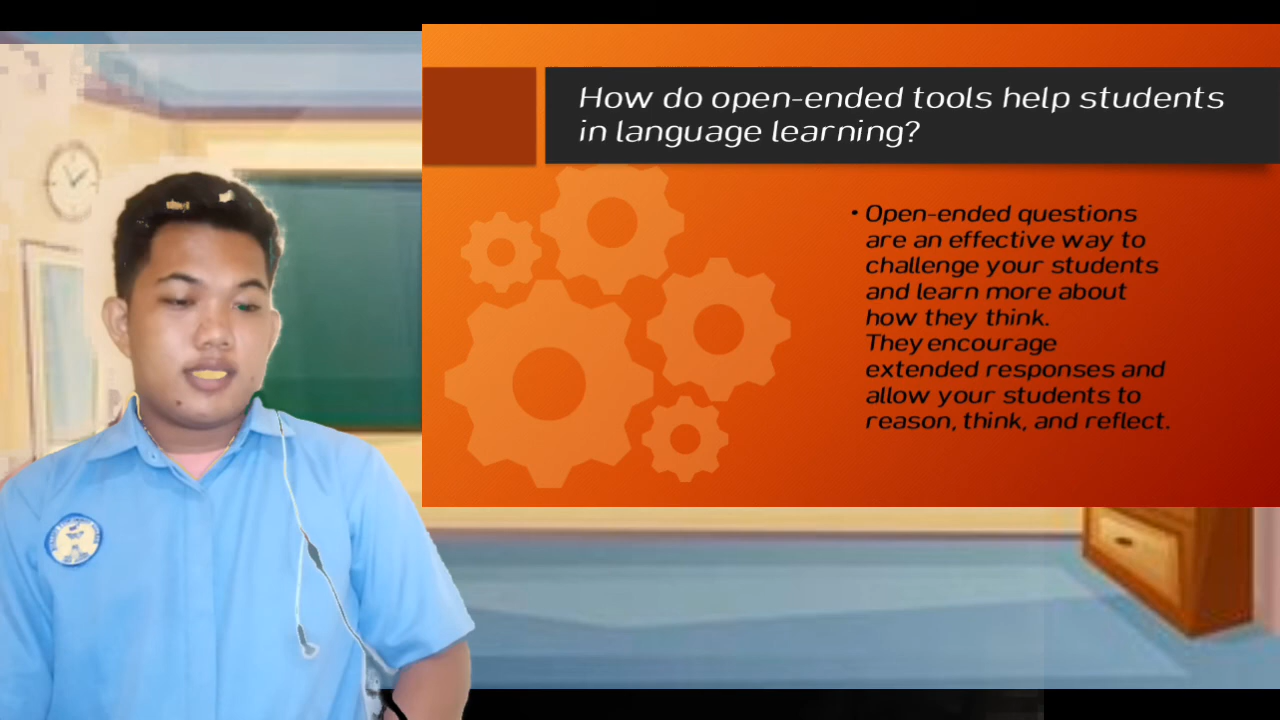 How do open-ended tools help students
in language learning?
• Open-ended questions
are an effective way to
challenge your students
and learn more about
how they think.
They encourage
extended responses and
allow your students to
reason, think, and reflect.